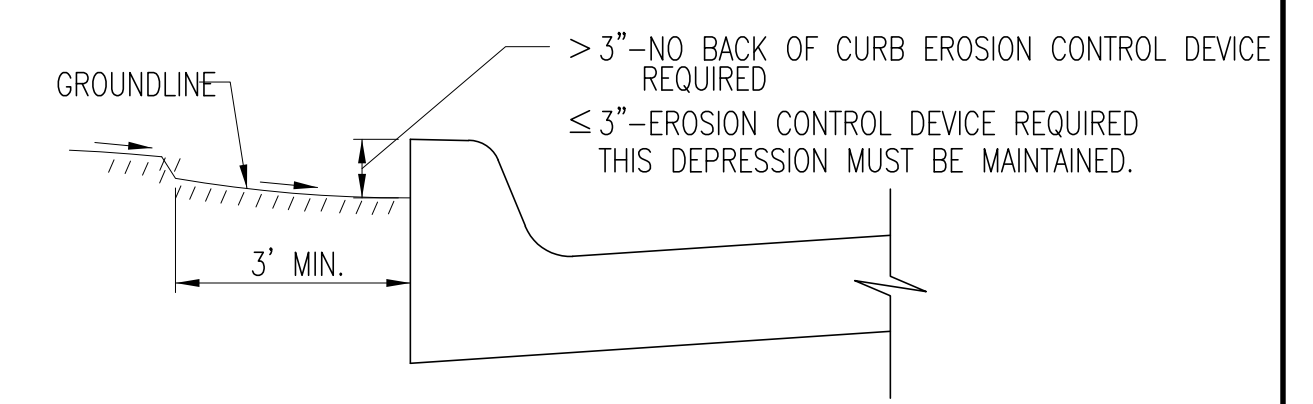 >3"-NO BACK OF CURB EROSION CONTROL DEVICE
REQUIRED
≤3"-EROSION CONTROL DEVICE REQUIRED
THIS DEPRESSION MUST BE MAINTAINED.
GROUNDLINE
3' MIN.